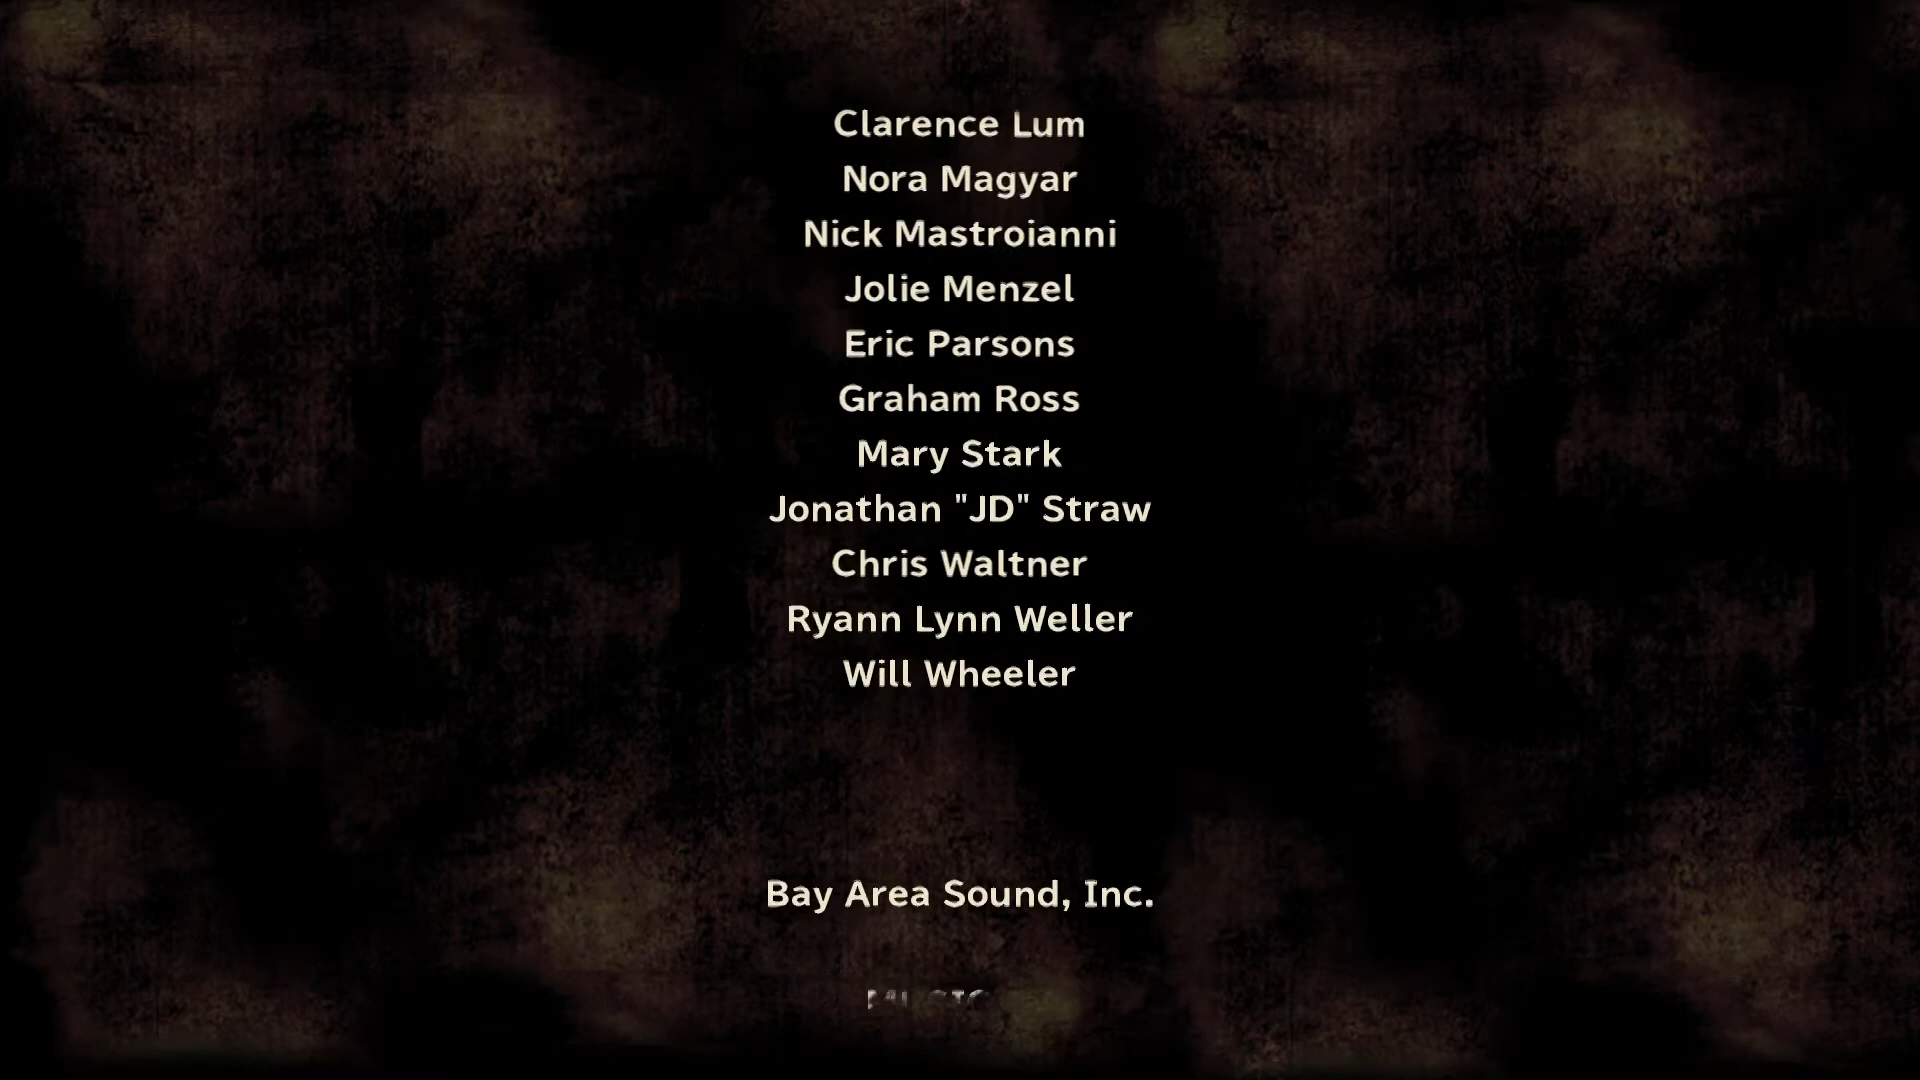 Clarence Lum
Nora Magyar
Nick Mastroianni
Jolie Menzel
Eric Parsons
Graham Ross
Mary Stark
Jonathan "JD" Straw
Chris Waltner
Ryann Lynn Weller
Will Wheeler
Bay Area Sound, Inc.